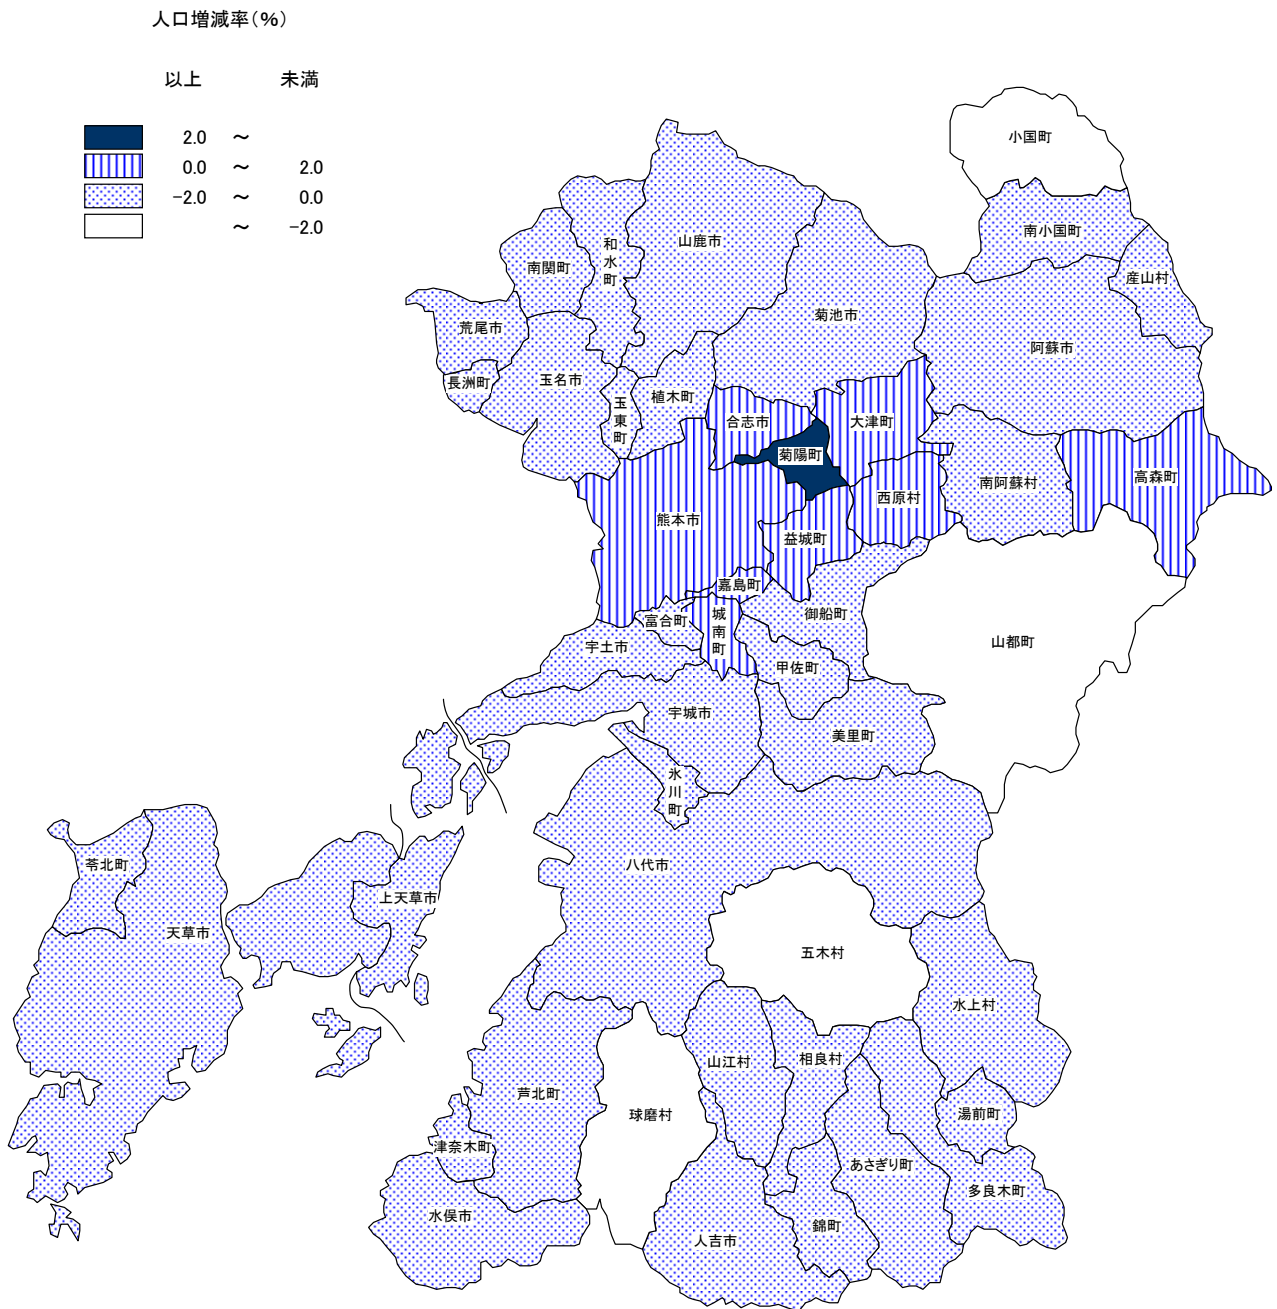 人口増減率(%)
以上 未満
2.0 ～
0.0 ～ 2.0
-2.0 ～ 0.0
～ -2.0
小国町
南小国町
産山村
山鹿市
和水町
南関町
菊池市
荒尾市
阿蘇市
長洲町
玉名市
植木町
玉東町
合志市
大津町
菊陽町
高森町
南阿蘇村
西原村
熊本市
益城町
嘉島町
御船町
富合町
城南町
山都町
宇土市
甲佐町
宇城市
美里町
氷川町
八代市
苓北町
上天草市
天草市
五木村
水上村
山江村
相良村
芦北町
球磨村
湯前町
津奈木町
あさぎり町
多良木町
水俣市
錦町
人吉市